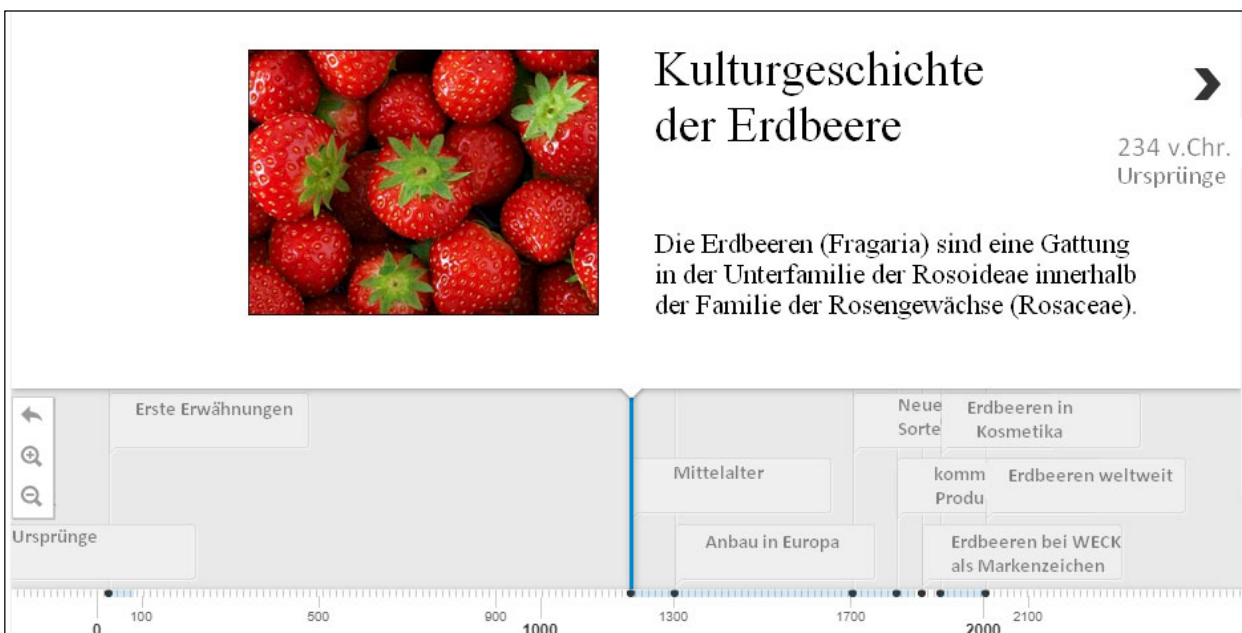 Kulturgeschichte
der Erdbeere
234 v.Chr.
Ursprünge
Die Erdbeeren (Fragaria) sind eine Gattung
in der Unterfamilie der Rosoideae innerhalb
der Familie der Rosengewächse (Rosaceae).
Erste Erwähnungen
Neue
Sorte
Erdbeeren in
Kosmetika
Mittelalter
komm
Produ
Erdbeeren weltweit
Ursprünge
Anbau in Europa
Erdbeeren bei WECK
als Markenzeichen
0 100 500 900 1000 1300 1700 2000 2100